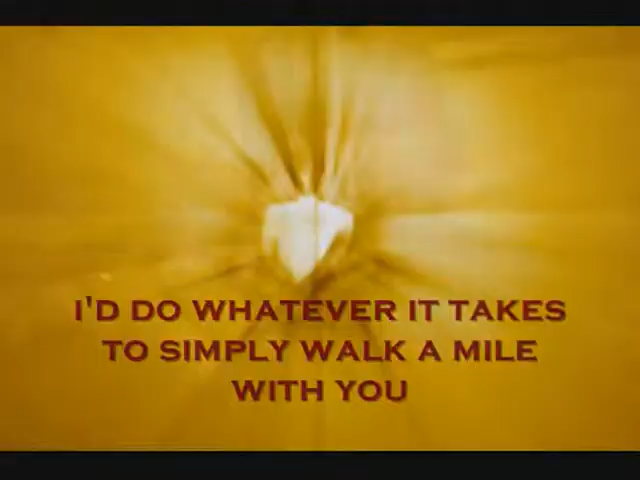 I'D DO WHATEVER IT TAKES
TO SIMPLY WALK A MILE
WITH YOU